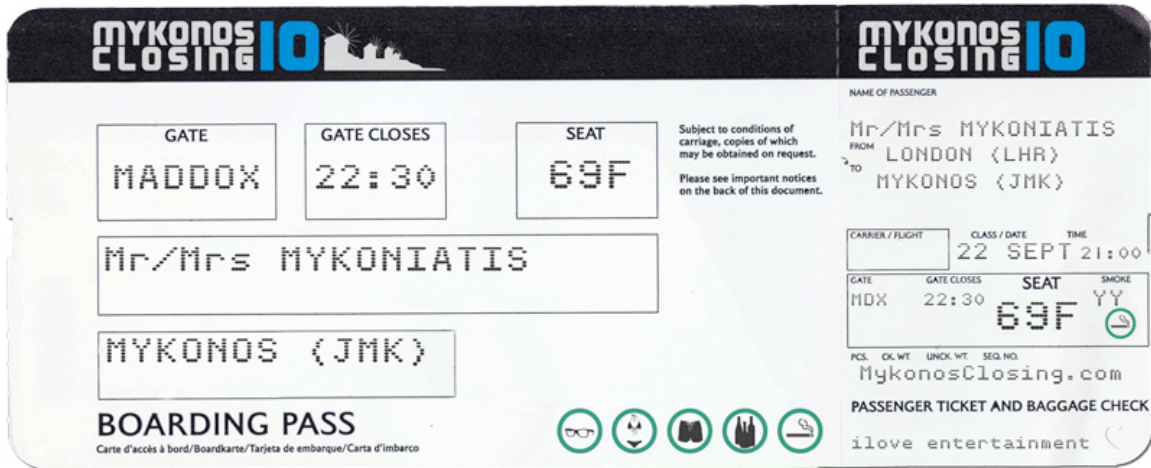 MYKONOS
CLOSING 10
GATE
MADDOX
GATE CLOSES
22:30
SEAT
69F
Subject to conditions of
carriage, copies of which
may be obtained on request.
Please see important notices
on the back of this document.
Mr/Mrs MYKONIATIS
MYKONOS (JMK)
BOARDING PASS
Carte d'accès à bord/Boardkarte/Tarjeta de embarque/Carta d'imbarco
MYKONOS
CLOSING 10
NAME OF PASSENGER
Mr/Mrs MYKONIATIS
FROM LONDON (LHR)
TO MYKONOS (JMK)
CARRIER / FLIGHT CLASS / DATE TIME
22 SEPT 21:00
GATE GATE CLOSES SEAT SMOKE
MDX 22:30 69F YY
PCS. CK. WT. UNCK. WT. SEQ. NO.
MykonosClosing.com
PASSENGER TICKET AND BAGGAGE CHECK
ilove entertainment